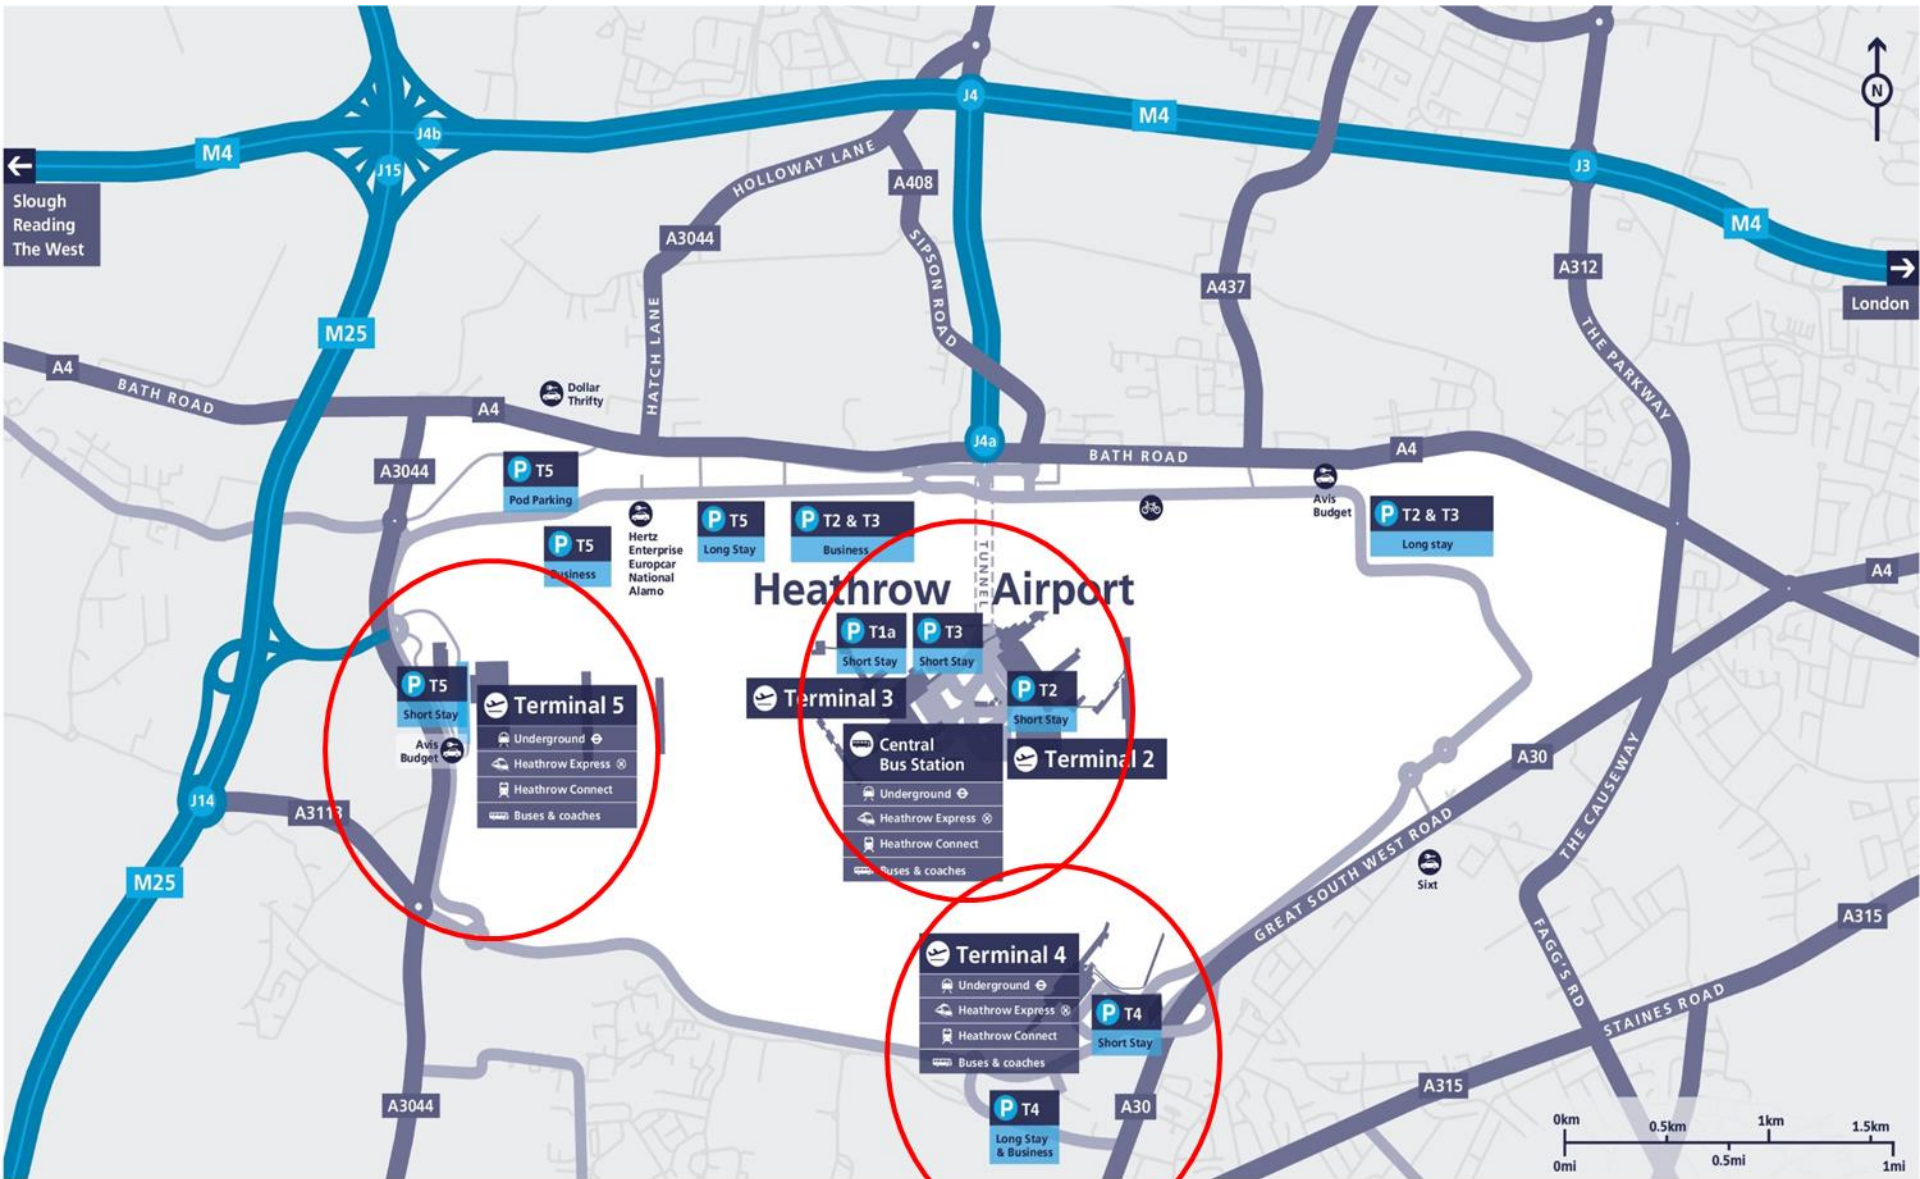 N
J4
M4
J4b
M4
J15
J3
Slough
Reading
The West
HOLLOWAY LANE
A408
M4
A3044
SIPSON ROAD
A312
A437
London
M25
HATCH LANE
THE PARKWAY
A4
BATH ROAD
Dollar
Thrifty
A4
J4a
BATH ROAD
A4
A3044
P T5
Pod Parking
Avis
Budget
P T5
Long Stay
P T2 & T3
Business
P T2 & T3
Long stay
P T5
Business
Hertz
Enterprise
Europcar
National
Alamo
TUNNEL
A4
Heathrow Airport
P T1a
Short Stay
P T3
Short Stay
P T5
Short Stay
Terminal 5
Underground
Heathrow Express
Heathrow Connect
Buses & coaches
Terminal 3
P T2
Short Stay
Avis
Budget
Central
Bus Station
Underground
Heathrow Express
Heathrow Connect
Buses & coaches
Terminal 2
A30
THE CAUSEWAY
J14
A3113
GREAT SOUTH WEST ROAD
M25
Sixt
A315
FAGG'S RD
Terminal 4
Underground
Heathrow Express
Heathrow Connect
Buses & coaches
P T4
Short Stay
STAINES ROAD
A315
A3044
P T4
Long Stay
& Business
A30
0km
0.5km
1km
1.5km
0mi
0.5mi
1mi